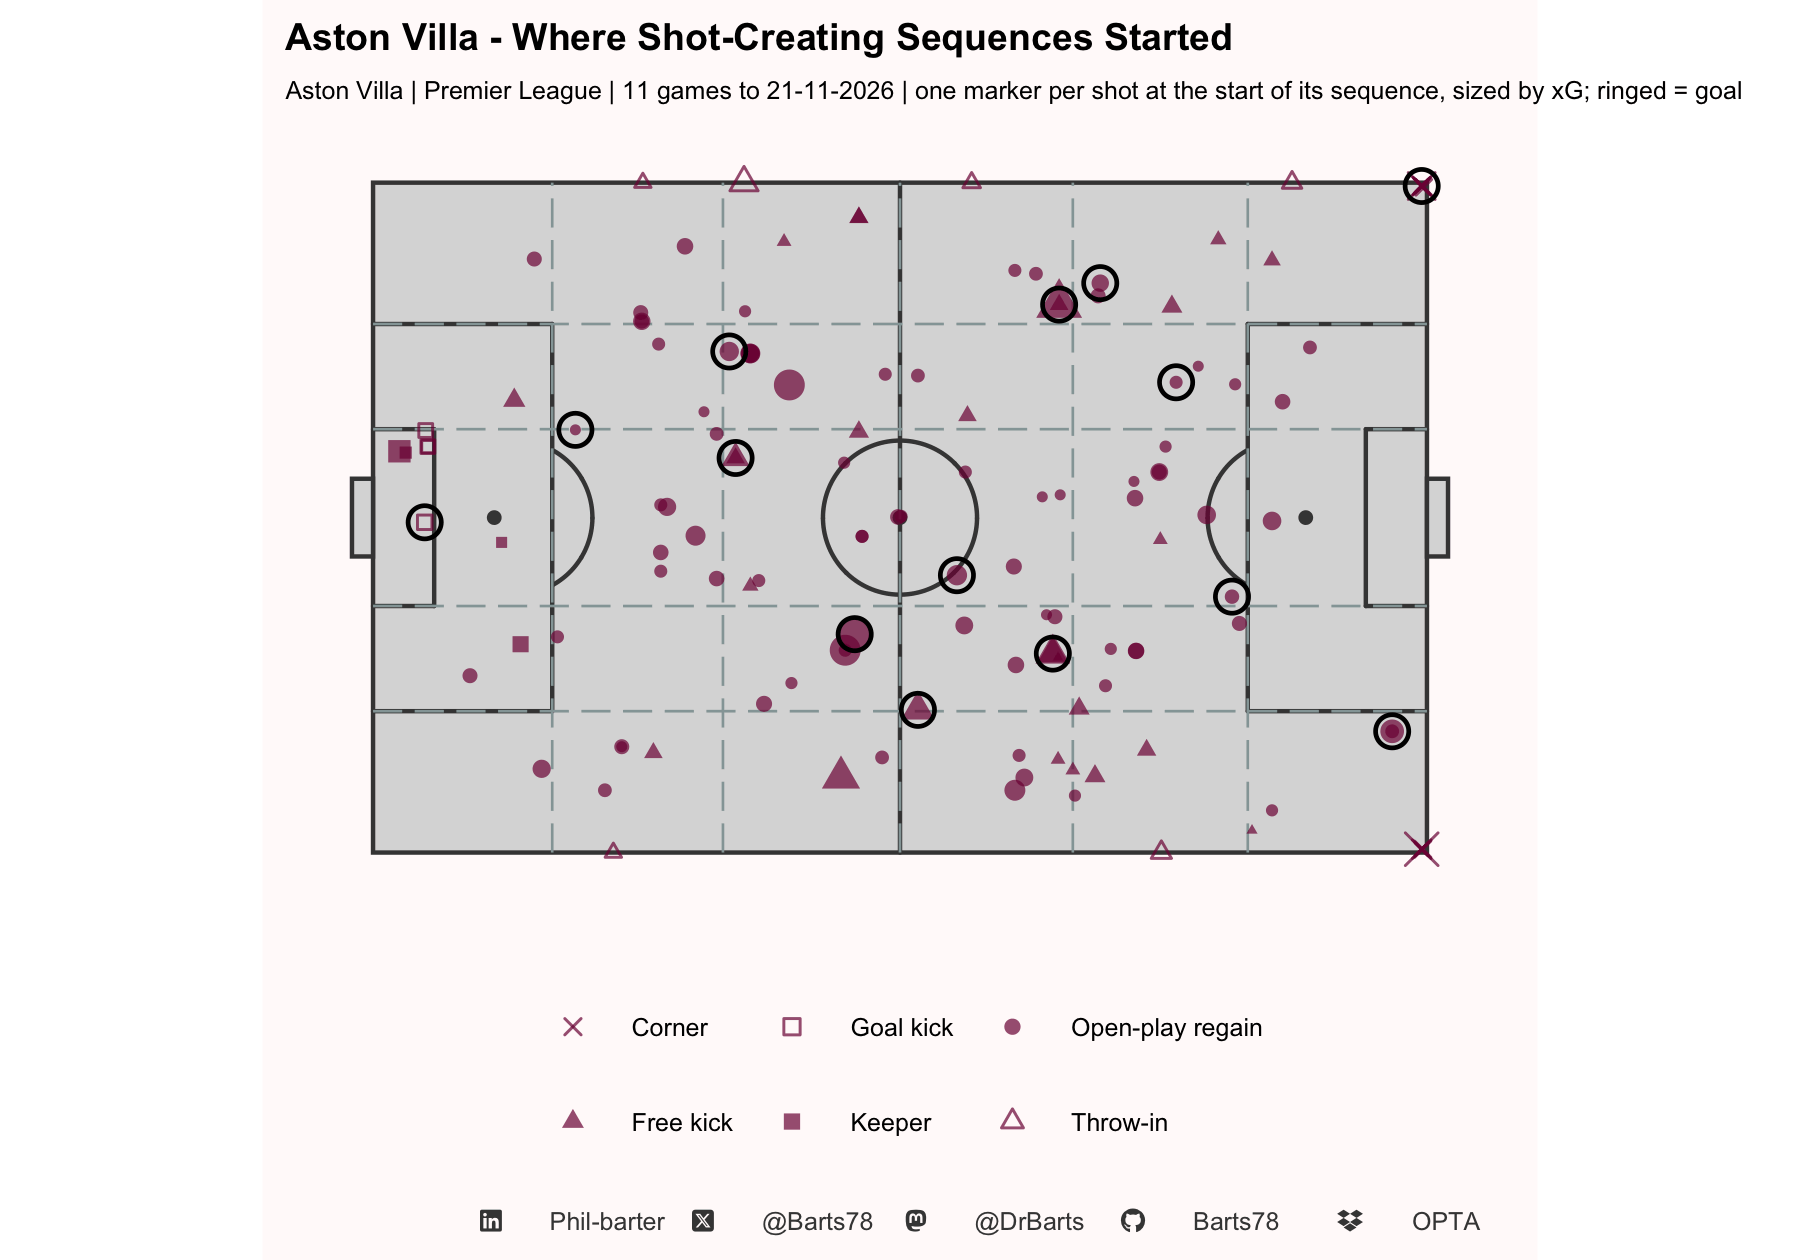 Aston Villa - Where Shot-Creating Sequences Started
Aston Villa | Premier League | 11 games to 21-11-2026 | one marker per shot at the start of its sequence, sized by xG; ringed = goal
Corner Goal kick Open-play regain
Free kick Keeper Throw-in
Phil-barter @Barts78 @DrBarts Barts78 OPTA